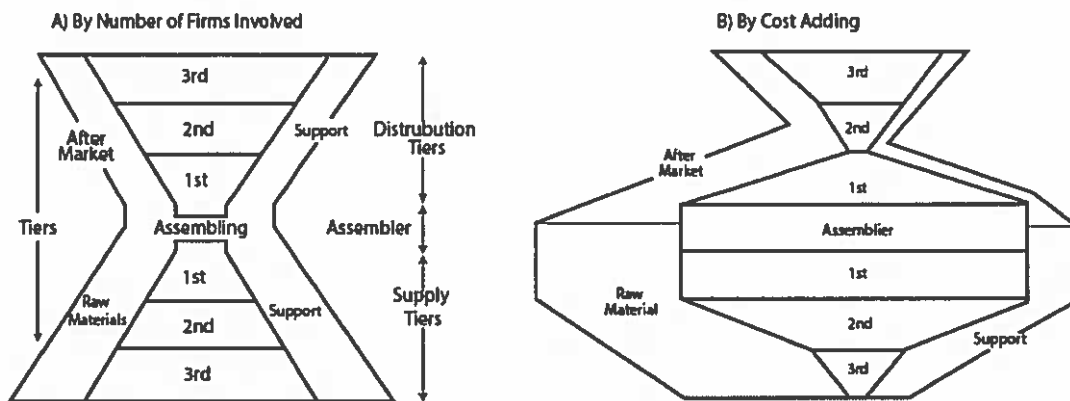 A) By Number of Firms Involved
3rd
2nd
1st
After
Market
Support
Distrubution
Tiers
Tiers
Assembling
Assembler
1st
2nd
3rd
Raw
Materials
Support
Supply
Tiers
B) By Cost Adding
3rd
2nd
After
Market
1st
Assemblier
1st
Raw
Material
2nd
Support
3rd